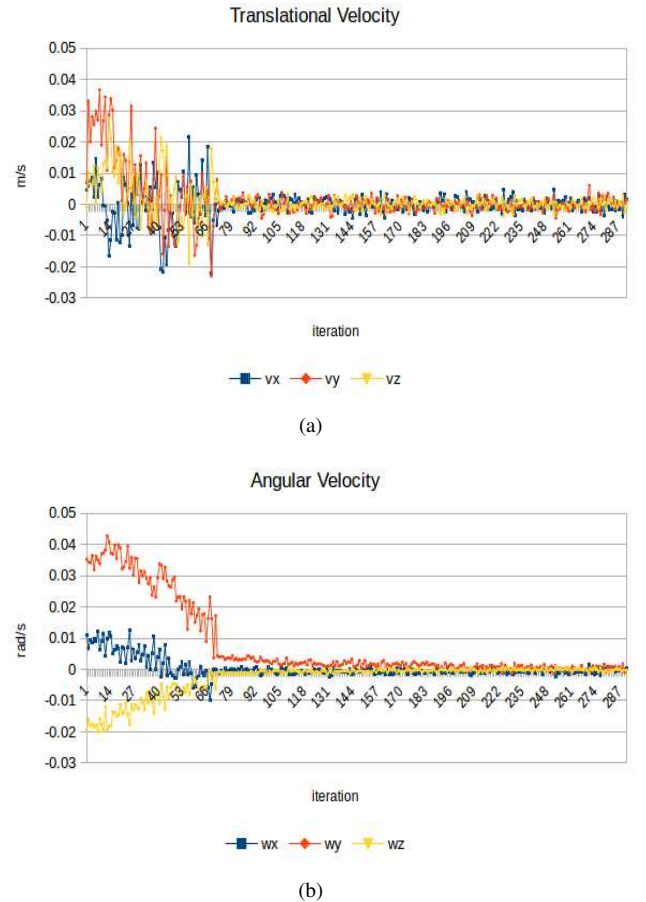 Translational Velocity
0.05
0.04
0.03
0.02
0.01
0
-0.01
-0.02
-0.03
m/s
1 14 27 40 53 66 79 92 105 118 131 144 157 170 183 196 209 222 235 248 261 274 287
iteration
vx vy vz
(a)
Angular Velocity
0.05
0.04
0.03
0.02
0.01
0
-0.01
-0.02
-0.03
rad/s
1 14 27 40 53 66 79 92 105 118 131 144 157 170 183 196 209 222 235 248 261 274 287
iteration
wx wy wz
(b)